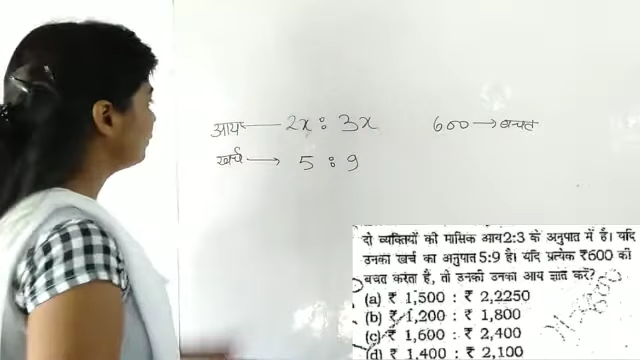 आय — 2x : 3x 600 → बचत
खर्च → 5 : 9
दो व्यक्तियों की मासिक आय 2:3 के अनुपात में है। यदि
उनका खर्च का अनुपात 5:9 है। यदि प्रत्येक ₹600 की
बचत करता है, तो उनकी उनका आय ज्ञात करें?
(a) ₹ 1,500 : ₹ 2,2250
(b) ₹ 1,200 : ₹ 1,800
(c) ₹ 1,600 : ₹ 2,400
(d) ₹ 1,400 : ₹ 2,100